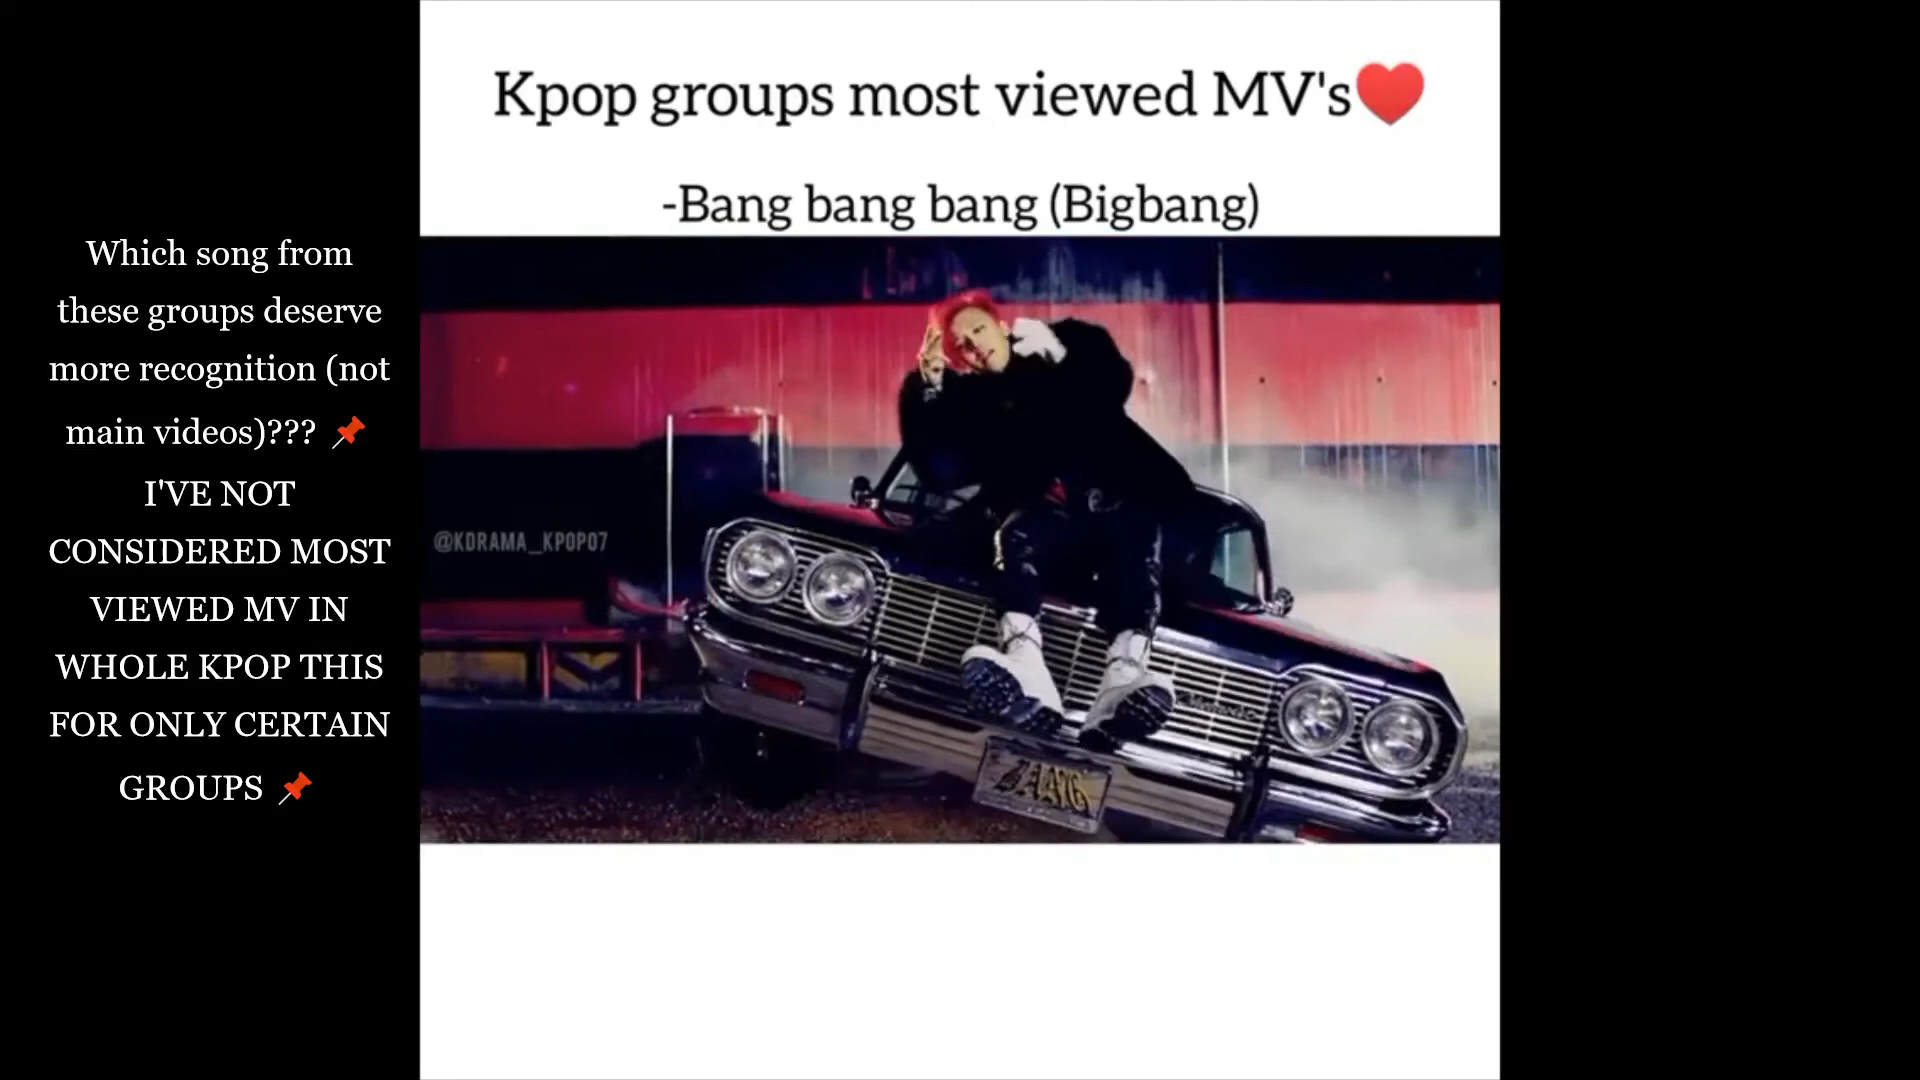 Kpop groups most viewed MV's❤️
-Bang bang bang (Bigbang)
Which song from
these groups deserve
more recognition (not
main videos)??? 📌
I'VE NOT
CONSIDERED MOST
VIEWED MV IN
WHOLE KPOP THIS
FOR ONLY CERTAIN
GROUPS 📌
@KDRAMA_KPOP07
BANG